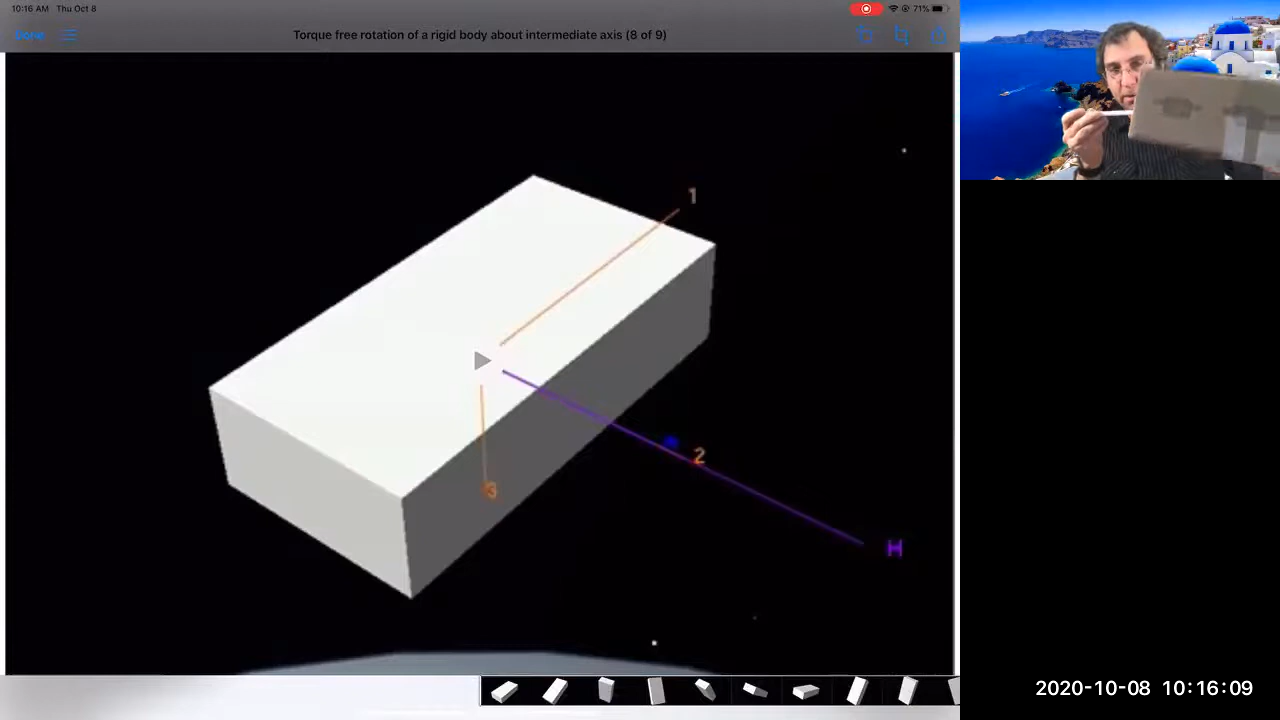 10:16 AM Thu Oct 8
71%
Done
Torque free rotation of a rigid body about intermediate axis (8 of 9)
1
2
3
H
2020-10-08 10:16:09